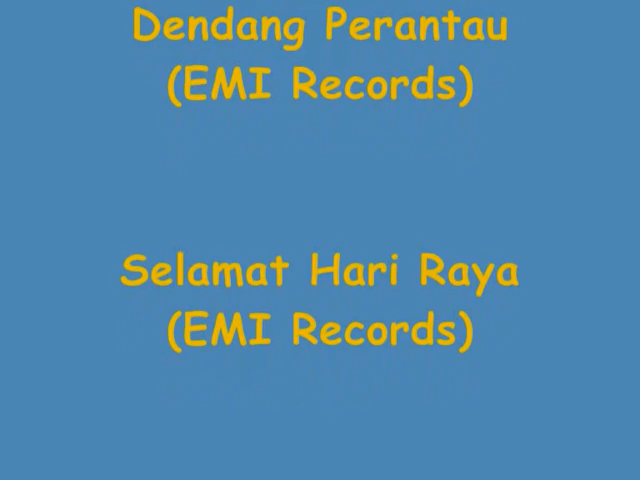 Dendang Perantau
(EMI Records)
Selamat Hari Raya
(EMI Records)